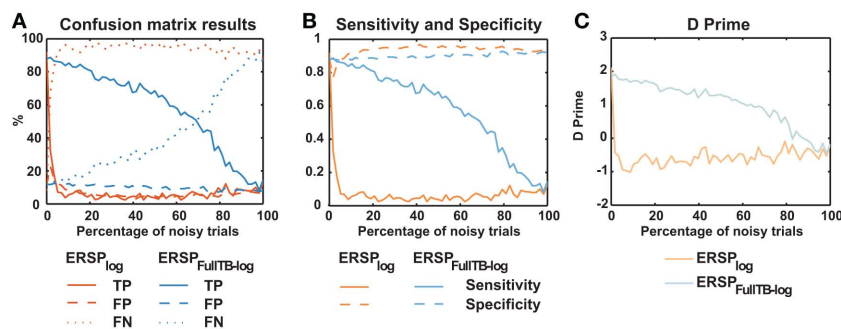 A
Confusion matrix results
100
80
60
40
20
0
%
0 20 40 60 80 100
Percentage of noisy trials
ERSPlog ERSPFullTB-log
TP TP
FP FP
FN FN
B
Sensitivity and Specificity
1
0.8
0.6
0.4
0.2
0
0 20 40 60 80 100
Percentage of noisy trials
ERSPlog ERSPFullTB-log
Sensitivity
Specificity
C
D Prime
3
2
1
0
-1
-2
D Prime
0 20 40 60 80 100
Percentage of noisy trials
ERSPlog
ERSPFullTB-log